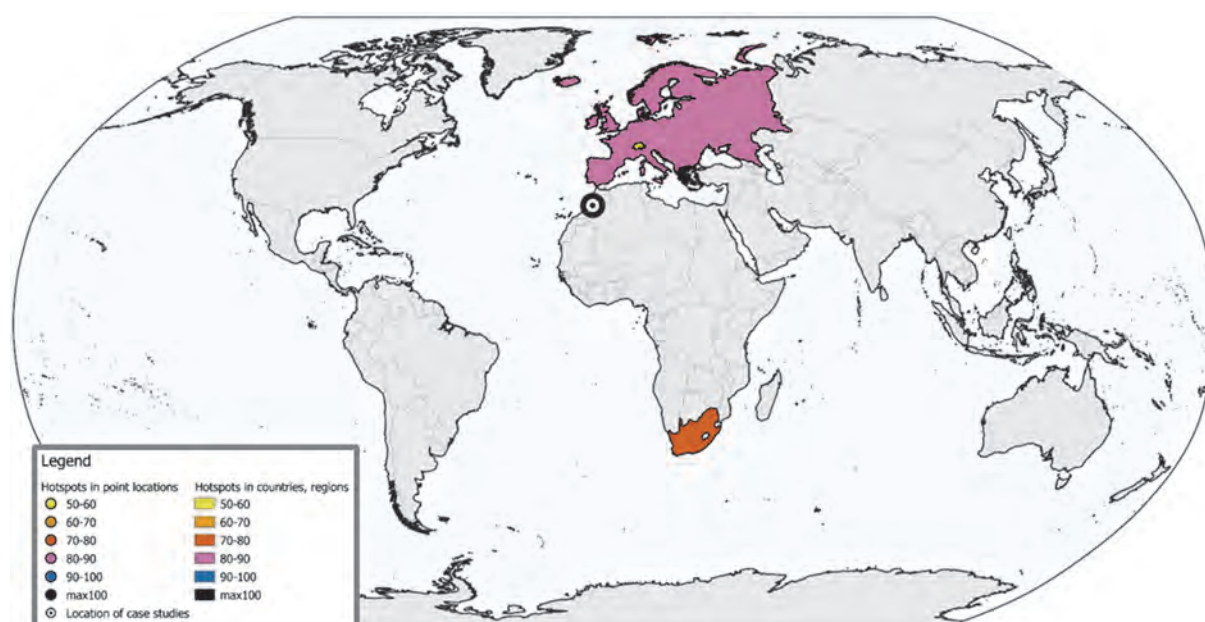 Legend
Hotspots in point locations
50-60
60-70
70-80
80-90
90-100
max100
Location of case studies
Hotspots in countries, regions
50-60
60-70
70-80
80-90
90-100
max100